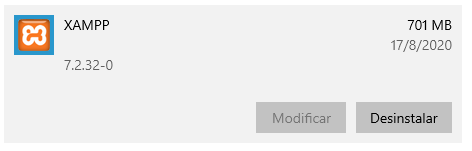 XAMPP 701 MB
17/8/2020
7.2.32-0
Modificar Desinstalar